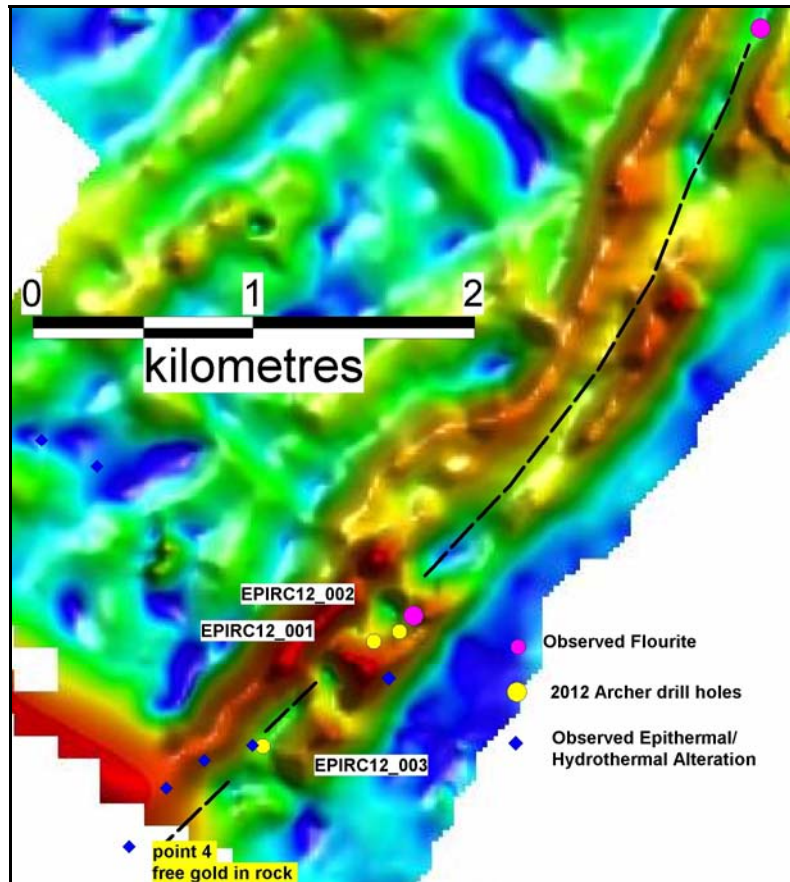 0 1 2
kilometres
EPIRC12_002
EPIRC12_001
Observed Flourite
2012 Archer drill holes
Observed Epithermal/
Hydrothermal Alteration
EPIRC12_003
point 4
free gold in rock